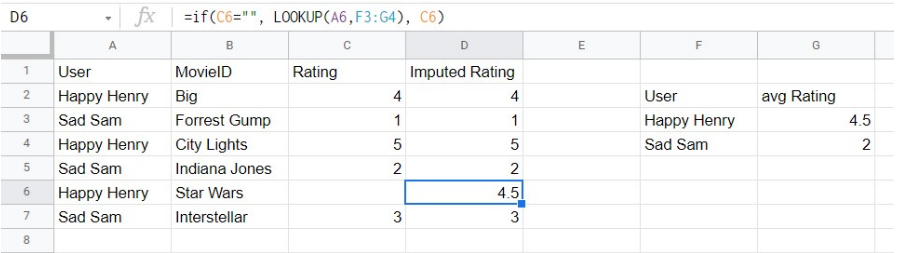 D6 fx =if(C6="", LOOKUP(A6,F3:G4), C6)
A B C D E F G
1 User MovieID Rating Imputed Rating
2 Happy Henry Big 4 4 User avg Rating
3 Sad Sam Forrest Gump 1 1 Happy Henry 4.5
4 Happy Henry City Lights 5 5 Sad Sam 2
5 Sad Sam Indiana Jones 2 2
6 Happy Henry Star Wars 4.5
7 Sad Sam Interstellar 3 3
8